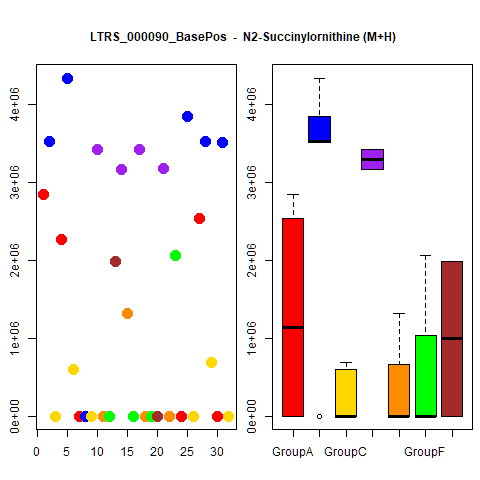 LTRS_000090_BasePos - N2-Succinylornithine (M+H)
0e+00 1e+06 2e+06 3e+06 4e+06
0 5 10 15 20 25 30
0e+00 1e+06 2e+06 3e+06 4e+06
GroupA GroupC GroupF